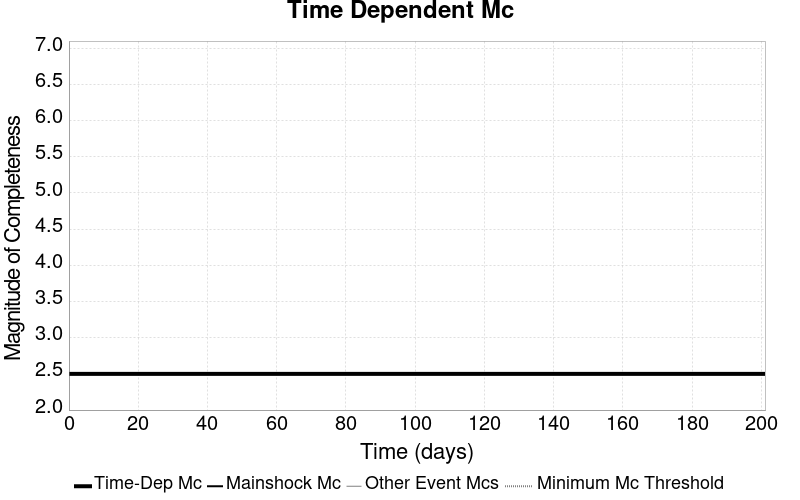 Time Dependent Mc
Magnitude of Completeness
7.0
6.5
6.0
5.5
5.0
4.5
4.0
3.5
3.0
2.5
2.0
0 20 40 60 80 100 120 140 160 180 200
Time (days)
Time-Dep Mc Mainshock Mc Other Event Mcs Minimum Mc Threshold